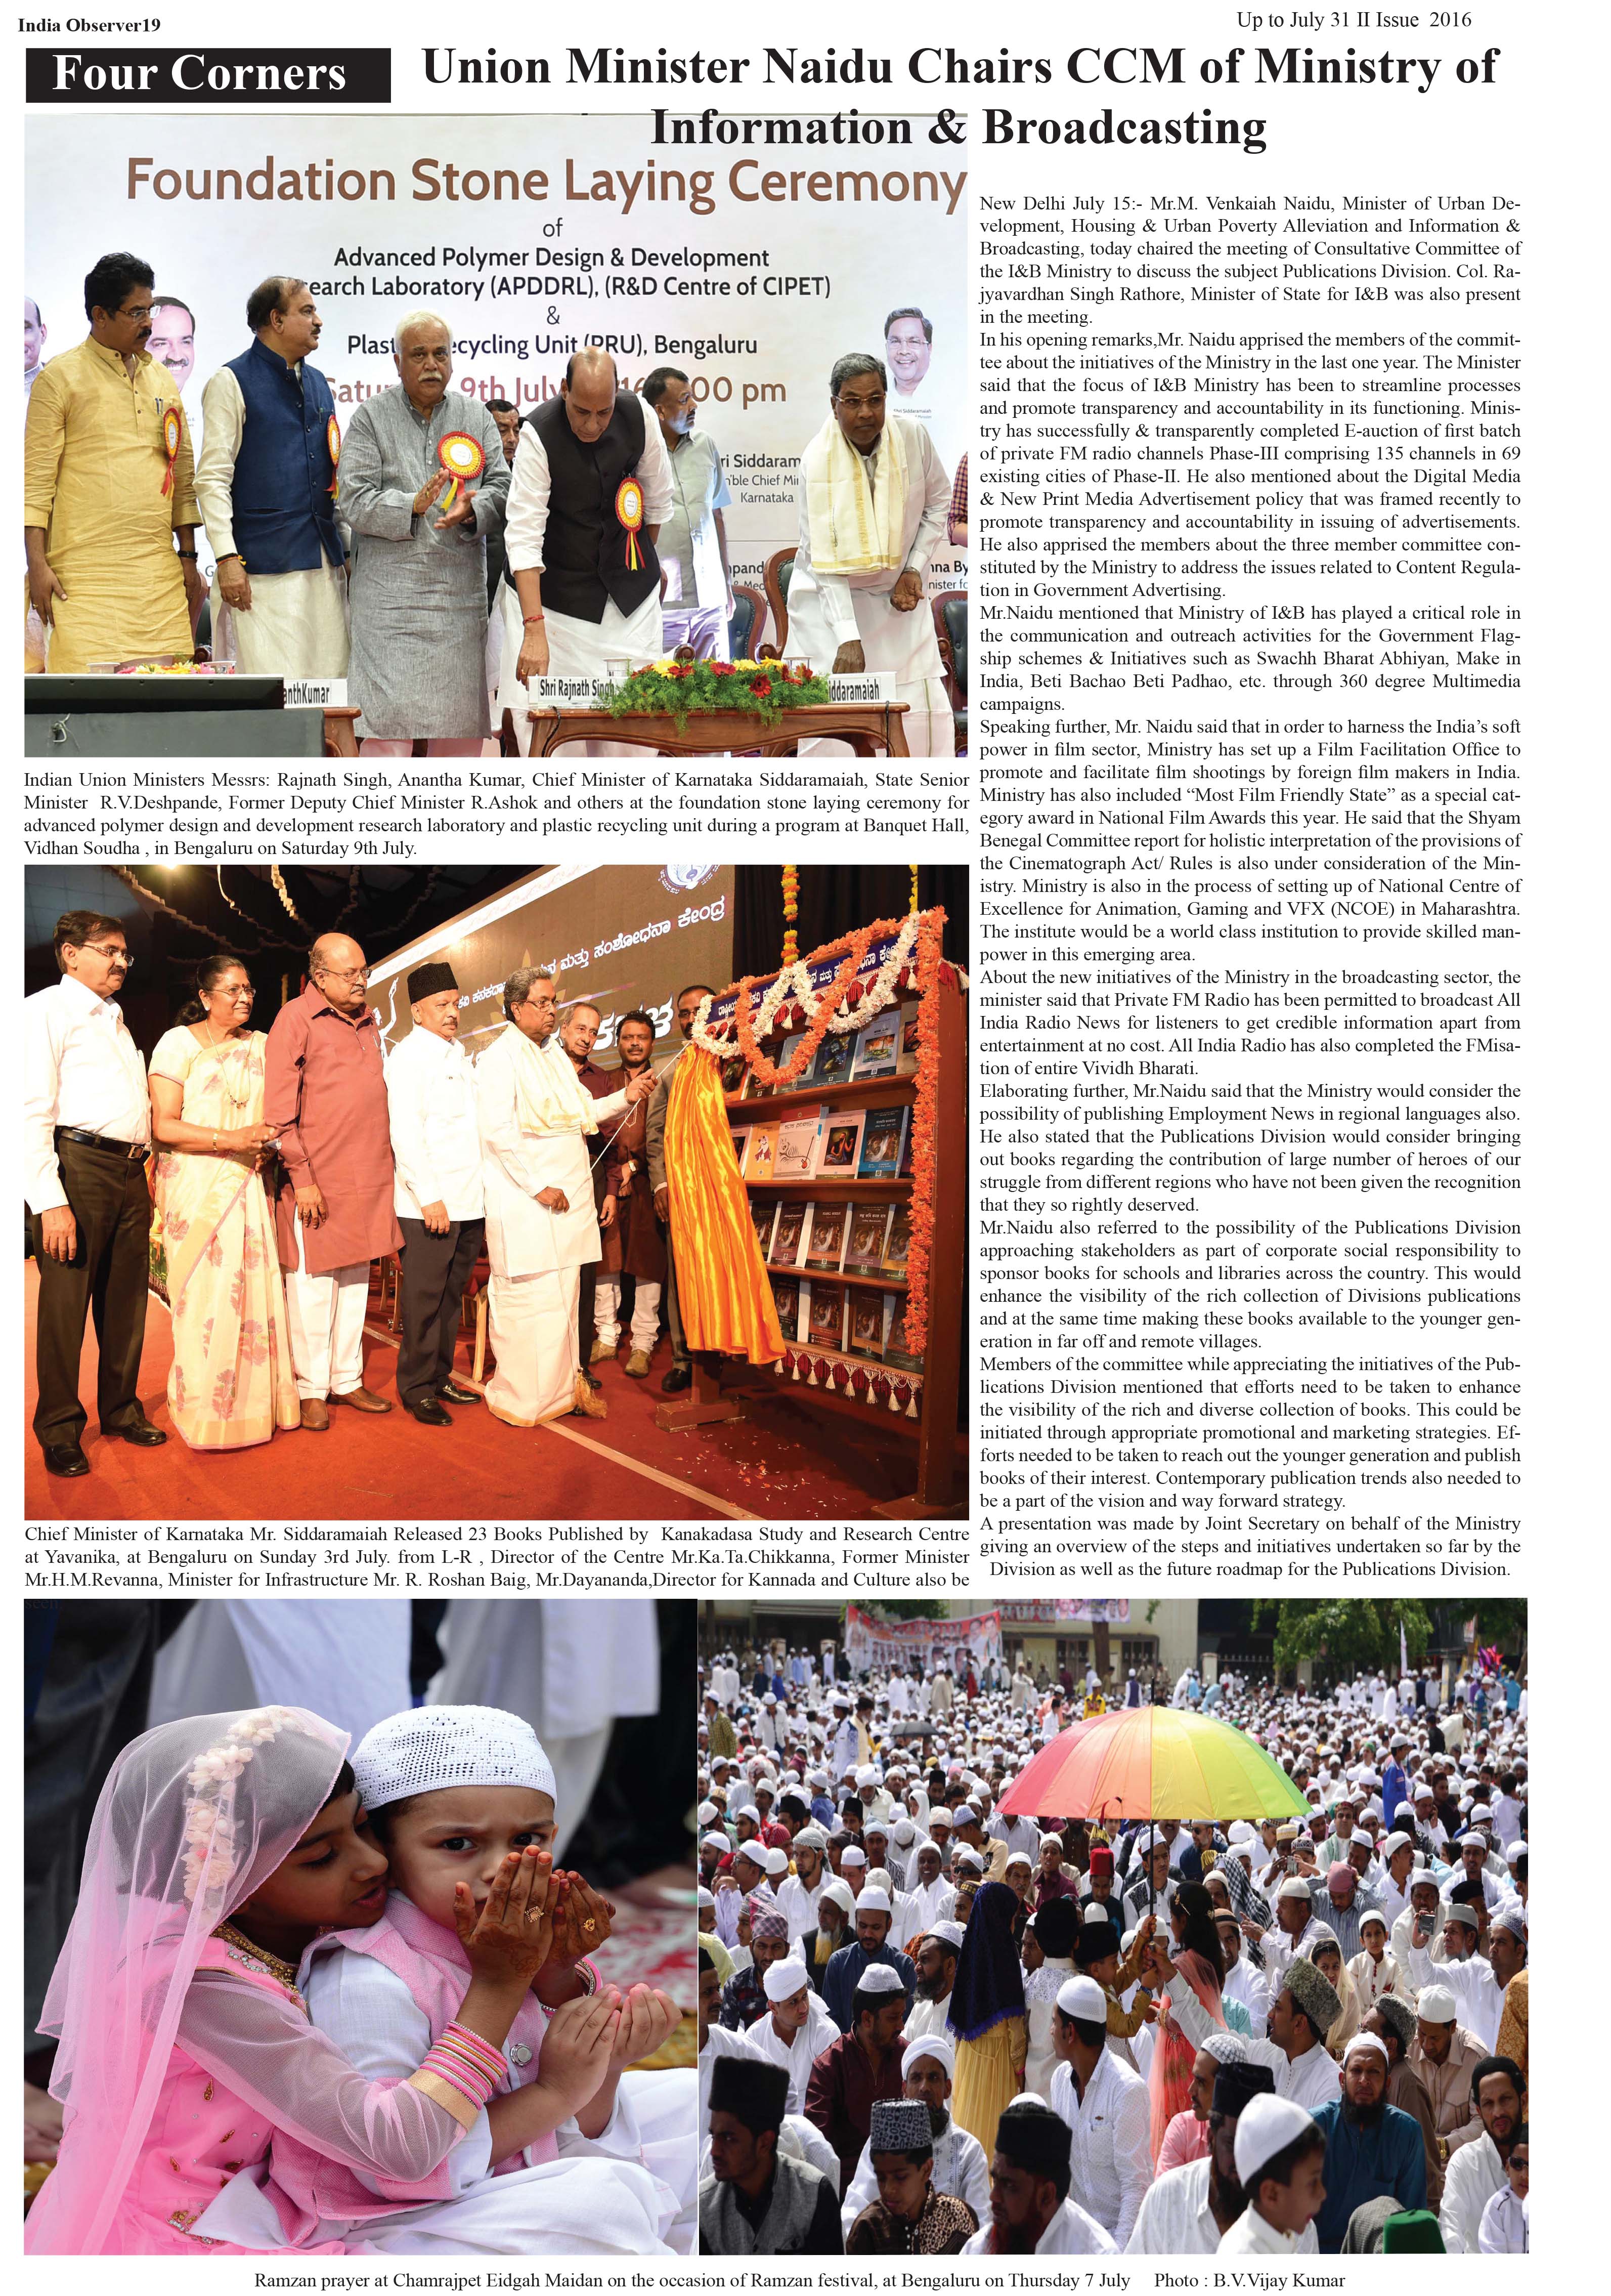 India Observer19
Up to July 31 II Issue 2016
Four Corners
Union Minister Naidu Chairs CCM of Ministry of
Information & Broadcasting
Foundation Stone Laying Ceremony
of
Advanced Polymer Design & Development
earch Laboratory (APDDRL), (R&D Centre of CIPET)
&
Plast ecycling Unit (PRU), Bengaluru
Satur 9th July 16 00 pm
ri Siddaram
n'ble Chief Mi
Karnataka
anthKumar
Shri Rajnath Singh
iddaramaiah
Indian Union Ministers Messrs: Rajnath Singh, Anantha Kumar, Chief Minister of Karnataka Siddaramaiah, State Senior
Minister R.V.Deshpande, Former Deputy Chief Minister R.Ashok and others at the foundation stone laying ceremony for
advanced polymer design and development research laboratory and plastic recycling unit during a program at Banquet Hall,
Vidhan Soudha , in Bengaluru on Saturday 9th July.
ಮತ್ತು ಸಂಶೋಧನಾ ಕೇಂದ್ರ
Chief Minister of Karnataka Mr. Siddaramaiah Released 23 Books Published by Kanakadasa Study and Research Centre
at Yavanika, at Bengaluru on Sunday 3rd July. from L-R , Director of the Centre Mr.Ka.Ta.Chikkanna, Former Minister
Mr.H.M.Revanna, Minister for Infrastructure Mr. R. Roshan Baig, Mr.Dayananda,Director for Kannada and Culture also be
seen
New Delhi July 15:- Mr.M. Venkaiah Naidu, Minister of Urban De-
velopment, Housing & Urban Poverty Alleviation and Information &
Broadcasting, today chaired the meeting of Consultative Committee of
the I&B Ministry to discuss the subject Publications Division. Col. Ra-
jyavardhan Singh Rathore, Minister of State for I&B was also present
in the meeting.
In his opening remarks,Mr. Naidu apprised the members of the commit-
tee about the initiatives of the Ministry in the last one year. The Minister
said that the focus of I&B Ministry has been to streamline processes
and promote transparency and accountability in its functioning. Minis-
try has successfully & transparently completed E-auction of first batch
of private FM radio channels Phase-III comprising 135 channels in 69
existing cities of Phase-II. He also mentioned about the Digital Media
& New Print Media Advertisement policy that was framed recently to
promote transparency and accountability in issuing of advertisements.
He also apprised the members about the three member committee con-
stituted by the Ministry to address the issues related to Content Regula-
tion in Government Advertising.
Mr.Naidu mentioned that Ministry of I&B has played a critical role in
the communication and outreach activities for the Government Flag-
ship schemes & Initiatives such as Swachh Bharat Abhiyan, Make in
India, Beti Bachao Beti Padhao, etc. through 360 degree Multimedia
campaigns.
Speaking further, Mr. Naidu said that in order to harness the India’s soft
power in film sector, Ministry has set up a Film Facilitation Office to
promote and facilitate film shootings by foreign film makers in India.
Ministry has also included “Most Film Friendly State” as a special cat-
egory award in National Film Awards this year. He said that the Shyam
Benegal Committee report for holistic interpretation of the provisions of
the Cinematograph Act/ Rules is also under consideration of the Min-
istry. Ministry is also in the process of setting up of National Centre of
Excellence for Animation, Gaming and VFX (NCOE) in Maharashtra.
The institute would be a world class institution to provide skilled man-
power in this emerging area.
About the new initiatives of the Ministry in the broadcasting sector, the
minister said that Private FM Radio has been permitted to broadcast All
India Radio News for listeners to get credible information apart from
entertainment at no cost. All India Radio has also completed the FMisa-
tion of entire Vividh Bharati.
Elaborating further, Mr.Naidu said that the Ministry would consider the
possibility of publishing Employment News in regional languages also.
He also stated that the Publications Division would consider bringing
out books regarding the contribution of large number of heroes of our
struggle from different regions who have not been given the recognition
that they so rightly deserved.
Mr.Naidu also referred to the possibility of the Publications Division
approaching stakeholders as part of corporate social responsibility to
sponsor books for schools and libraries across the country. This would
enhance the visibility of the rich collection of Divisions publications
and at the same time making these books available to the younger gen-
eration in far off and remote villages.
Members of the committee while appreciating the initiatives of the Pub-
lications Division mentioned that efforts need to be taken to enhance
the visibility of the rich and diverse collection of books. This could be
initiated through appropriate promotional and marketing strategies. Ef-
forts needed to be taken to reach out the younger generation and publish
books of their interest. Contemporary publication trends also needed to
be a part of the vision and way forward strategy.
A presentation was made by Joint Secretary on behalf of the Ministry
giving an overview of the steps and initiatives undertaken so far by the
Division as well as the future roadmap for the Publications Division.
Ramzan prayer at Chamrajpet Eidgah Maidan on the occasion of Ramzan festival, at Bengaluru on Thursday 7 July Photo : B.V.Vijay Kumar